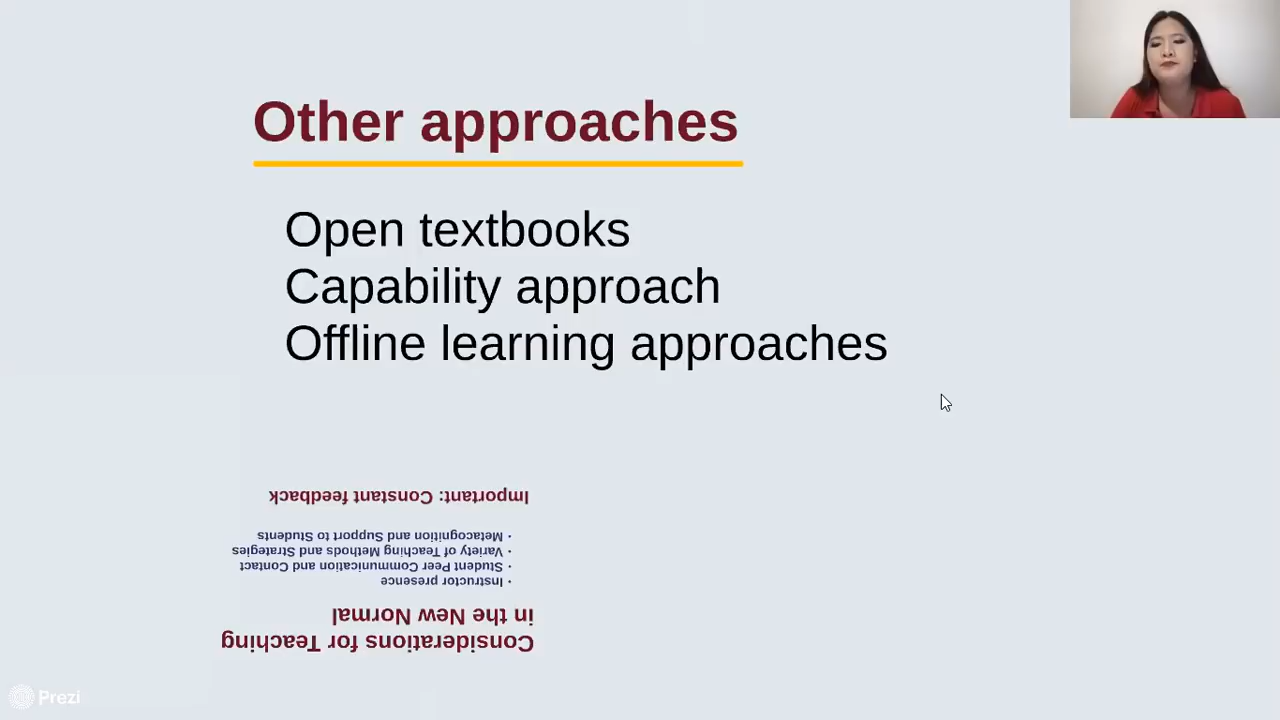 Other approaches
Open textbooks
Capability approach
Offline learning approaches
Considerations for Teaching
in the New Normal
· Instructor presence
· Student Peer Communication and Contact
· Variety of Teaching Methods and Strategies
· Metacognition and Support to Students
Important: Constant feedback
Prezi